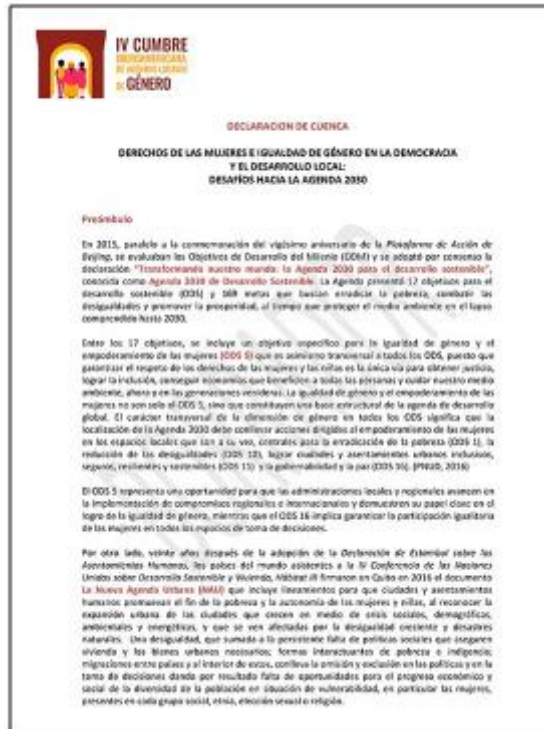 IV CUMBRE
IBEROAMERICANA
DE AGENDAS LOCALES
DE GÉNERO
DECLARACION DE CUENCA
DERECHOS DE LAS MUJERES E IGUALDAD DE GÉNERO EN LA DEMOCRACIA
Y EL DESARROLLO LOCAL:
DESAFÍOS HACIA LA AGENDA 2030
Preámbulo
En 2015, paralelo a la conmemoración del vigésimo aniversario de la Plataforma de Acción de
Beijing, se evaluaban los Objetivos de Desarrollo del Milenio (ODM) y se adoptó por consenso la
declaración "Transformando nuestro mundo: la Agenda 2030 para el desarrollo sostenible",
conocida como Agenda 2030 de Desarrollo Sostenible. La Agenda presentó 17 objetivos para el
desarrollo sostenible (ODS) y 169 metas que buscan erradicar la pobreza, combatir las
desigualdades y promover la prosperidad, al tiempo que proteger el medio ambiente en el lapso
comprendido hasta 2030.
Entre los 17 objetivos, se incluye un objetivo específico para la igualdad de género y el
empoderamiento de las mujeres (ODS 5) que es asimismo transversal a todos los ODS, puesto que
garantizar el respeto de los derechos de las mujeres y las niñas es la única vía para obtener justicia,
lograr la inclusión, conseguir economías que beneficien a todas las personas y cuidar nuestro medio
ambiente, ahora y en las generaciones venideras. La igualdad de género y el empoderamiento de las
mujeres no son solo el ODS 5, sino que constituyen una base estructural de la agenda de desarrollo
global. El carácter transversal de la dimensión de género en todos los ODS significa que la
localización de la Agenda 2030 debe conllevar acciones dirigidas al empoderamiento de las mujeres
en los espacios locales que son a su vez, centrales para la erradicación de la pobreza (ODS 1), la
reducción de las desigualdades (ODS 10), lograr ciudades y asentamientos urbanos inclusivos,
seguros, resilientes y sostenibles (ODS 11) y la gobernabilidad y la paz (ODS 16). (PNUD, 2016)
El ODS 5 representa una oportunidad para que las administraciones locales y regionales avancen en
la implementación de compromisos regionales e internacionales y demuestren su papel clave en el
logro de la igualdad de género, mientras que el ODS 16 implica garantizar la participación igualitaria
de las mujeres en todos los espacios de toma de decisiones.
Por otro lado, veinte años después de la adopción de la Declaración de Estambul sobre los
Asentamientos Humanos, los países del mundo asistentes a la III Conferencia de las Naciones
Unidas sobre Desarrollo Sostenible y Vivienda, Hábitat III firmaron en Quito en 2016 el documento
La Nueva Agenda Urbana (NAU) que incluye lineamientos para que ciudades y asentamientos
humanos promuevan el fin de la pobreza y la autonomía de las mujeres y niñas, al reconocer la
expansión urbana de las ciudades que crecen en medio de crisis sociales, demográficas,
ambientales y energéticas, y que se ven afectadas por la desigualdad creciente y desastres
naturales. Una desigualdad, que sumada a la persistente falta de políticas sociales que aseguren
vivienda y los bienes urbanos necesarios; formas interactuantes de pobreza e indigencia;
migraciones entre países y al interior de estos, conlleva la omisión y exclusión en las políticas y en la
toma de decisiones dando por resultado falta de oportunidades para el progreso económico y
social de la diversidad de la población en situación de vulnerabilidad, en particular las mujeres,
presentes en cada grupo social, etnia, elección sexual o religión.
BORRADOR